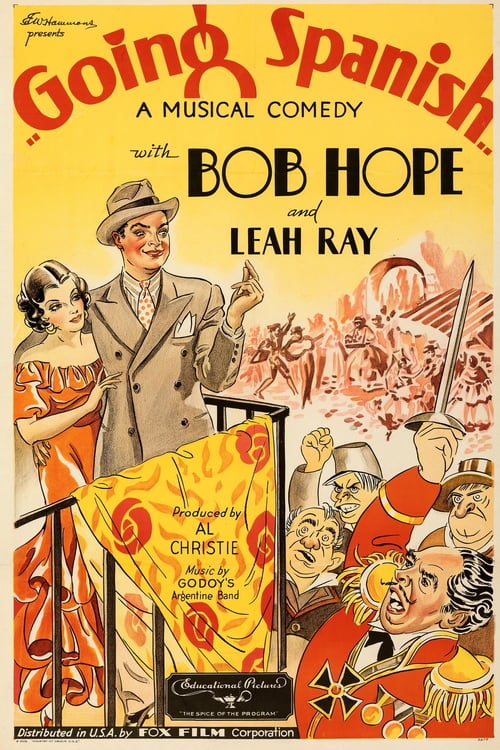 E.W. Hammons
presents
"Going Spanish"
A MUSICAL COMEDY
with BOB HOPE
and
LEAH RAY
Produced by
AL
CHRISTIE
Music by
GODOY'S
Argentine Band
Educational Pictures
"THE SPICE OF THE PROGRAM"
Distributed in U.S.A. by FOX FILM Corporation